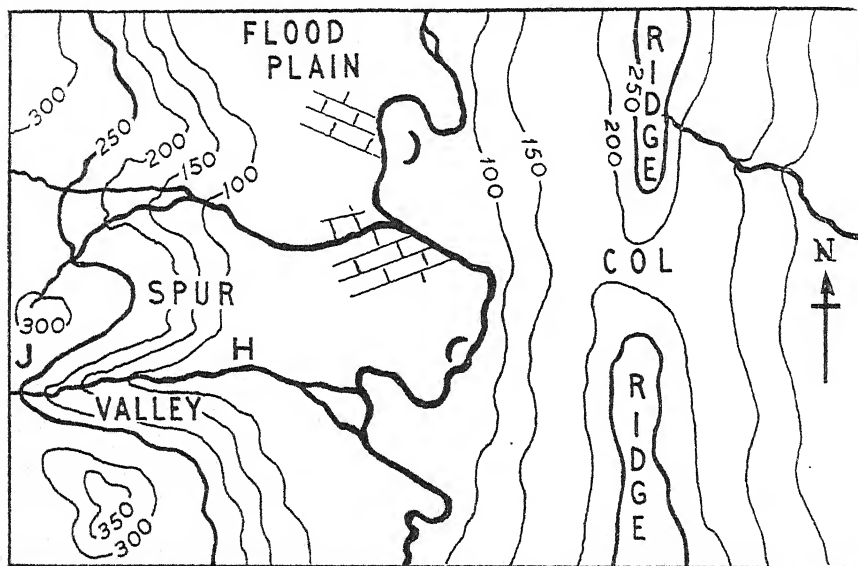 FLOOD
PLAIN
RIDGE
300
250
250
200
200
150
150
100
100
COL
N
SPUR
300
J
H
VALLEY
RIDGE
350
300